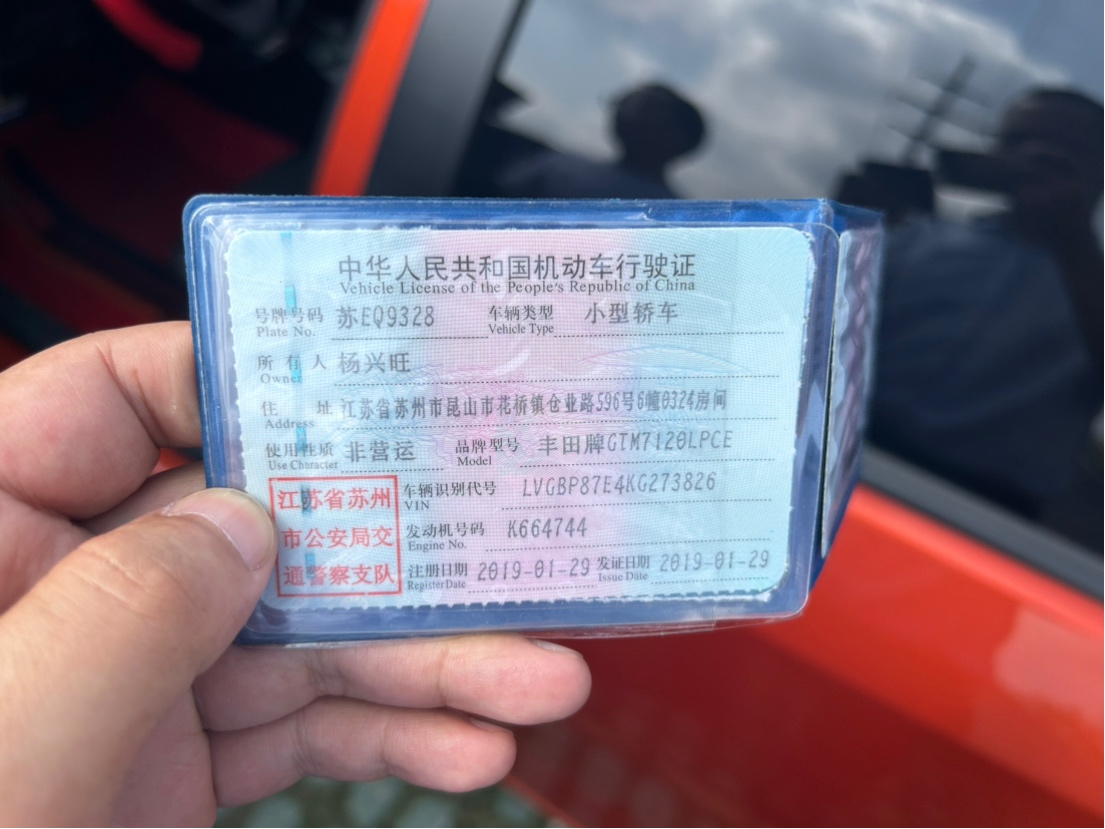 中华人民共和国机动车行驶证
Vehicle License of the People's Republic of China
号牌号码 苏EQ9328 车辆类型 小型轿车
Plate No. Vehicle Type
所有人 杨兴旺
Owner
住址 江苏省苏州市昆山市花桥镇仓业路596号6幢0324房间
Address
使用性质 非营运 品牌型号 丰田牌GTM7120LPCE
Use Character Model
江苏省苏州
市公安局交
通警察支队
车辆识别代号 LVGBP87E4KG273826
VIN
发动机号码 K664744
Engine No.
注册日期 2019-01-29 发证日期 2019-01-29
Register Date Issue Date